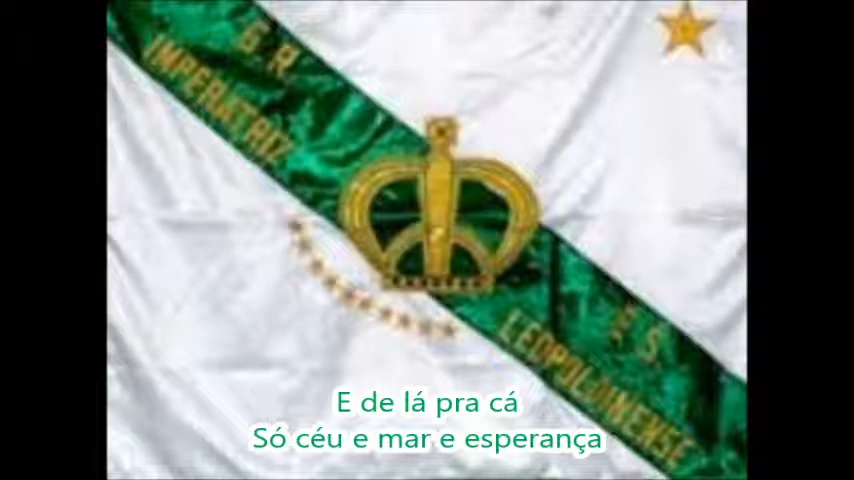 G.R.
IMPERATRIZ
E.S.
LEOPOLDINENSE
E de lá pra cá
Só céu e mar e esperança